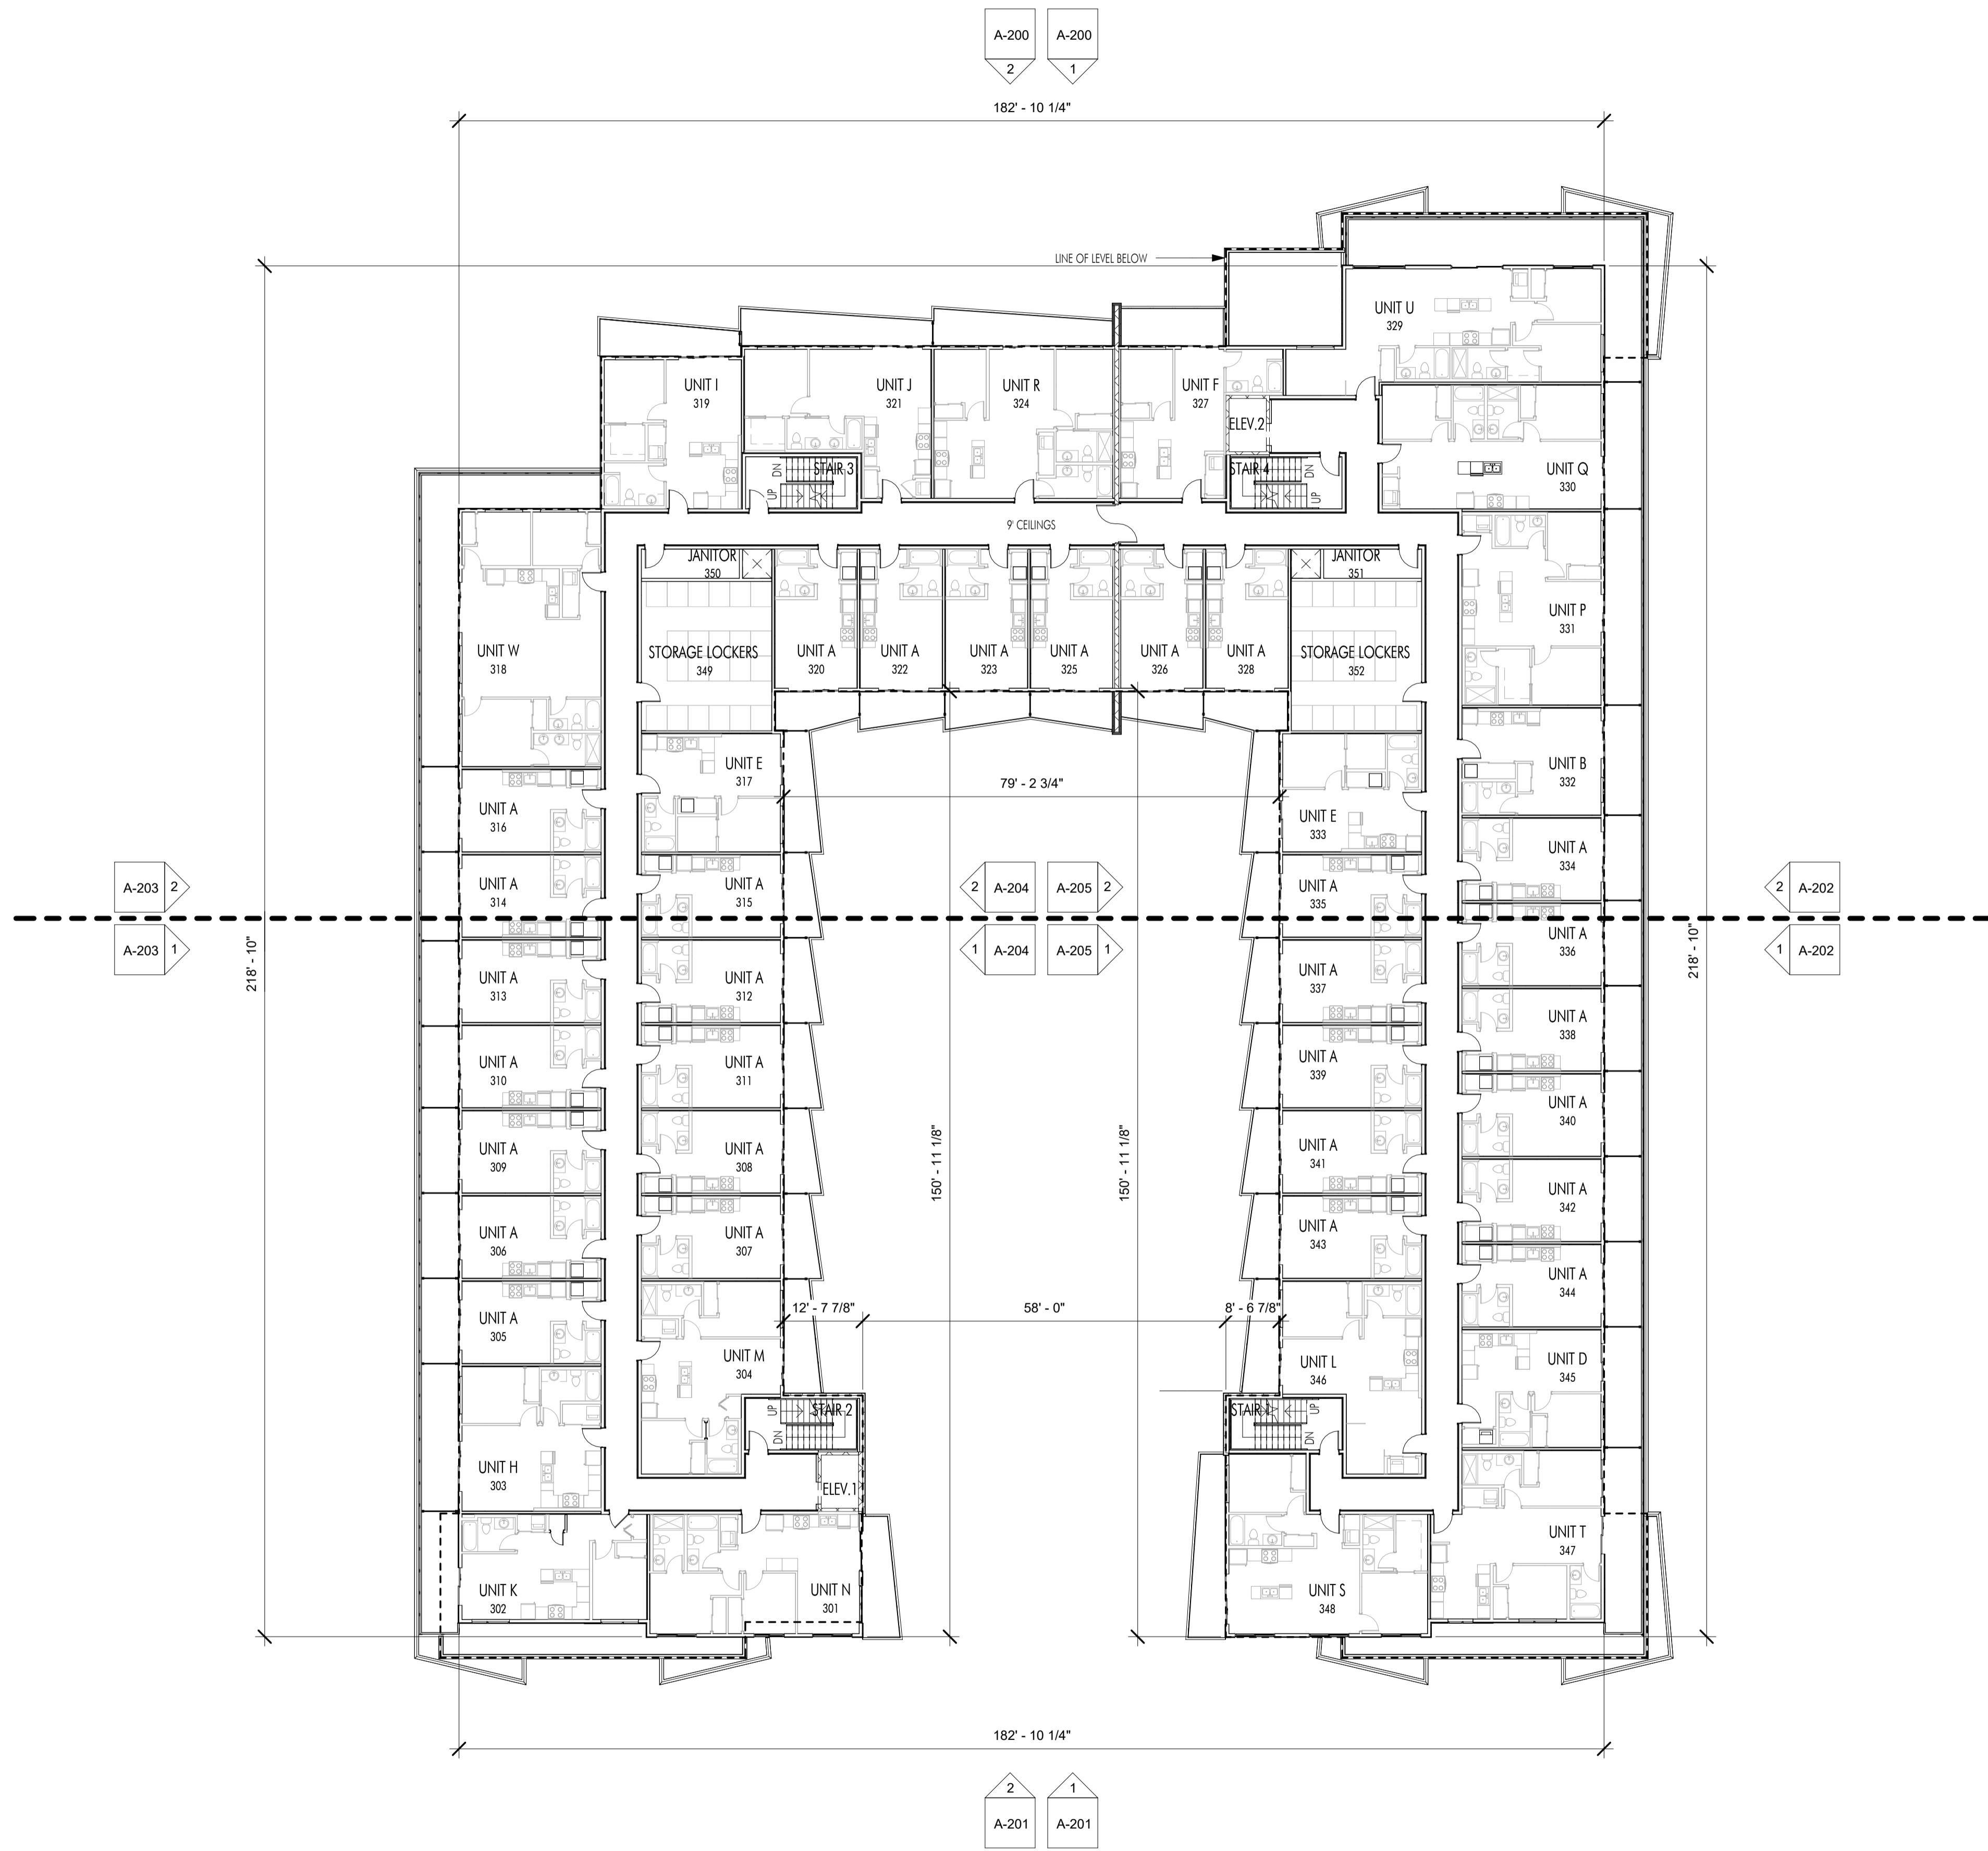 A-200 A-200
2 1
182' - 10 1/4"
LINE OF LEVEL BELOW
UNIT U
329
UNIT I
319
UNIT J
321
UNIT R
324
UNIT F
327
ELEV.2
STAIR 3
DN
UP
STAIR 4
DN
UP
UNIT Q
330
9' CEILINGS
JANITOR
350
JANITOR
351
UNIT P
331
UNIT W
318
STORAGE LOCKERS
349
UNIT A
320
UNIT A
322
UNIT A
323
UNIT A
325
UNIT A
326
UNIT A
328
STORAGE LOCKERS
352
UNIT E
317
UNIT B
332
79' - 2 3/4"
UNIT A
316
UNIT E
333
UNIT A
334
A-203 2
UNIT A
314
UNIT A
315
2 A-204
A-205 2
UNIT A
335
2 A-202
A-203 1
1 A-204
A-205 1
UNIT A
336
1 A-202
218' - 10"
218' - 10"
UNIT A
313
UNIT A
312
UNIT A
337
UNIT A
338
UNIT A
310
UNIT A
311
UNIT A
339
UNIT A
340
UNIT A
309
UNIT A
308
150' - 11 1/8"
150' - 11 1/8"
UNIT A
341
UNIT A
342
UNIT A
306
UNIT A
307
UNIT A
343
UNIT A
344
UNIT A
305
12' - 7 7/8"
58' - 0"
8' - 6 7/8"
UNIT M
304
UNIT L
346
UNIT D
345
UP
STAIR 2
DN
STAIR 1
UP
DN
UNIT H
303
ELEV.1
UNIT T
347
UNIT K
302
UNIT N
301
UNIT S
348
182' - 10 1/4"
2 1
A-201 A-201